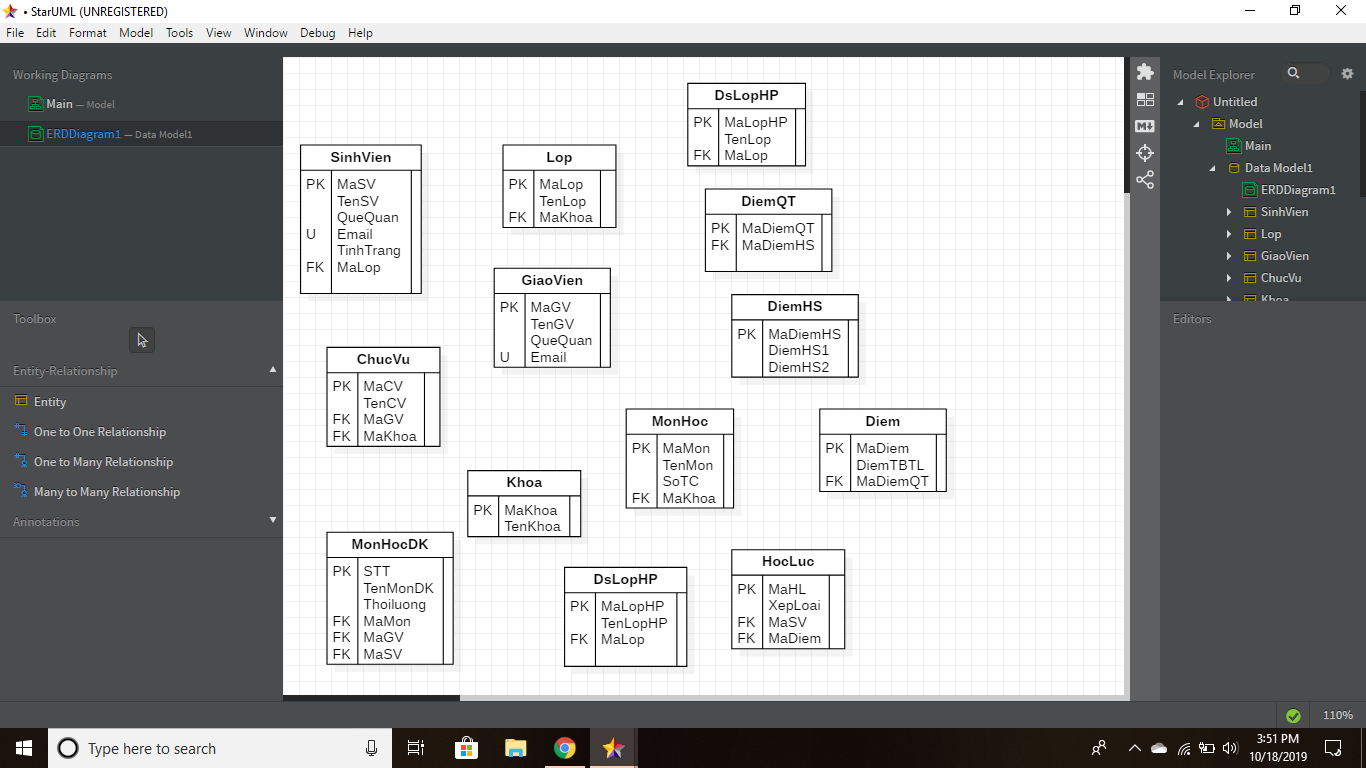 • StarUML (UNREGISTERED)
File Edit Format Model Tools View Window Debug Help
Working Diagrams
Main — Model
ERDDiagram1 — Data Model1
Toolbox
Entity-Relationship
Entity
One to One Relationship
One to Many Relationship
Many to Many Relationship
Annotations
DsLopHP
PK MaLopHP
TenLop
FK MaLop
SinhVien
PK MaSV
TenSV
QueQuan
U Email
TinhTrang
FK MaLop
Lop
PK MaLop
TenLop
FK MaKhoa
DiemQT
PK MaDiemQT
FK MaDiemHS
GiaoVien
PK MaGV
TenGV
QueQuan
U Email
DiemHS
PK MaDiemHS
DiemHS1
DiemHS2
ChucVu
PK MaCV
TenCV
FK MaGV
FK MaKhoa
MonHoc
PK MaMon
TenMon
SoTC
FK MaKhoa
Diem
PK MaDiem
DiemTBTL
FK MaDiemQT
Khoa
PK MaKhoa
TenKhoa
MonHocDK
PK STT
TenMonDK
Thoiluong
FK MaMon
FK MaGV
FK MaSV
DsLopHP
PK MaLopHP
TenLopHP
FK MaLop
HocLuc
PK MaHL
XepLoai
FK MaSV
FK MaDiem
M
Model Explorer
Untitled
Model
Main
Data Model1
ERDDiagram1
SinhVien
Lop
GiaoVien
ChucVu
Khoa
Editors
110%
Type here to search
3:51 PM
10/18/2019